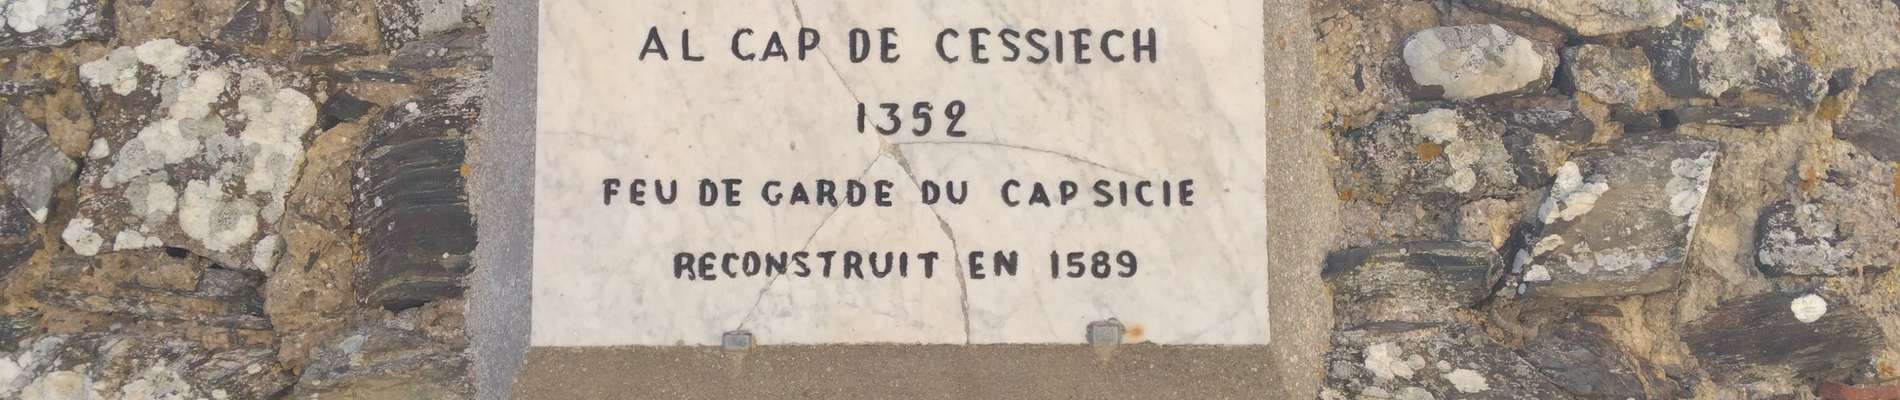 AL CAP DE CESSIECH
1352
FEU DE GARDE DU CAP SICIE
RECONSTRUIT EN 1589